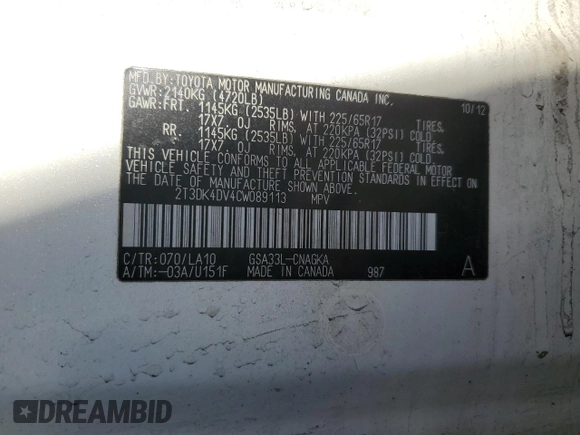 MFD.BY:TOYOTA MOTOR MANUFACTURING CANADA INC.
GVWR:2140KG (4720LB) 10/12
GAWR:FRT. 1145KG (2535LB) WITH 225/65R17 TIRES,
17X7. 0J RIMS, AT 220KPA (32PSI) COLD
RR. 1145KG (2535LB) WITH 225/65R17 TIRES,
17X7. 0J RIMS, AT 220KPA (32PSI) COLD
THIS VEHICLE CONFORMS TO ALL APPLICABLE FEDERAL MOTOR
VEHICLE SAFETY AND THEFT PREVENTION STANDARDS IN EFFECT
ON THE DATE OF MANUFACTURE SHOWN ABOVE.
2T3DK4DV4CW089113 MPV
C/TR:070/LA10 GSA33L-CNAGKA
A/TM:-03A/U151F MADE IN CANADA 987 A
DREAMBID